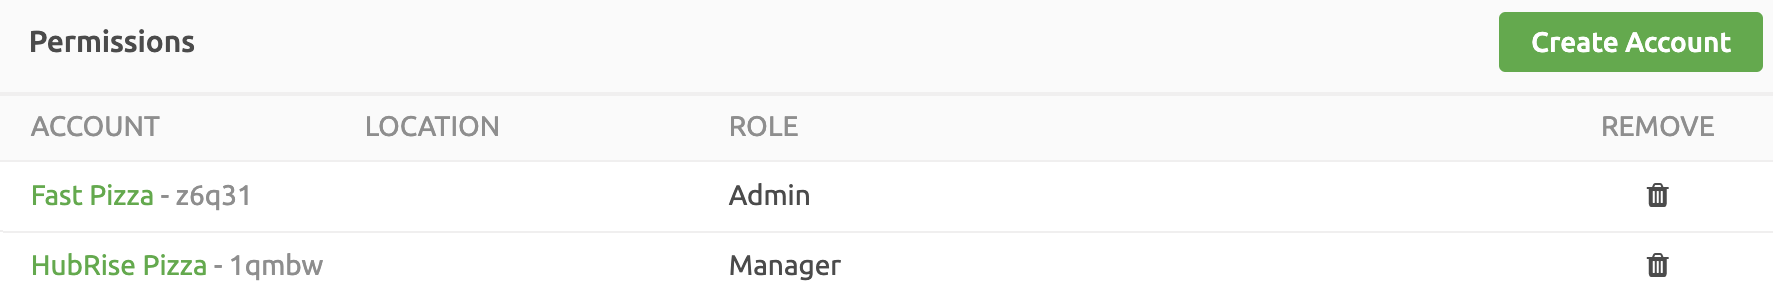 Permissions Create Account
ACCOUNT LOCATION ROLE REMOVE
Fast Pizza - z6q31 Admin
HubRise Pizza - 1qmbw Manager